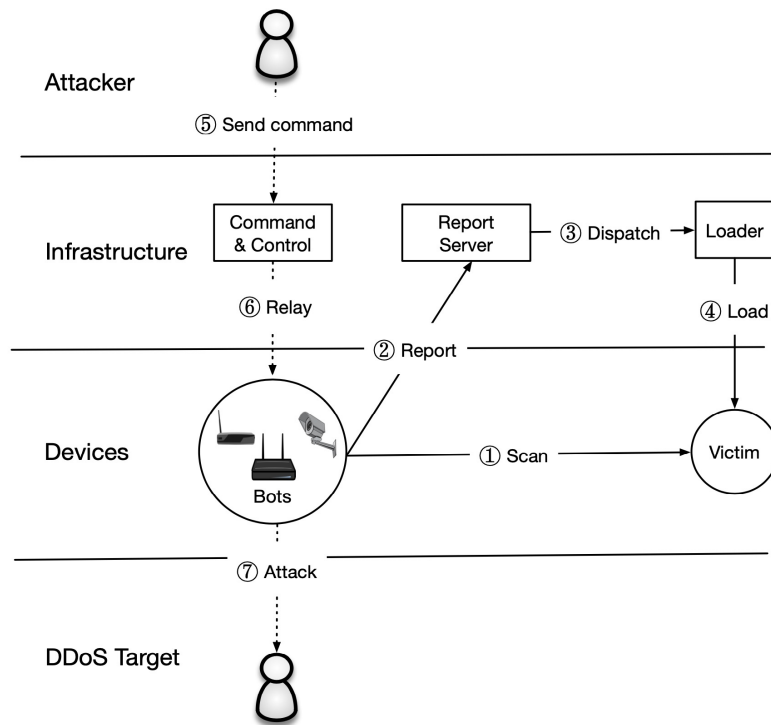 Attacker
⑤ Send command
Infrastructure
Command
& Control
Report
Server
③ Dispatch
Loader
⑥ Relay
④ Load
② Report
Devices
Bots
① Scan
Victim
⑦ Attack
DDoS Target